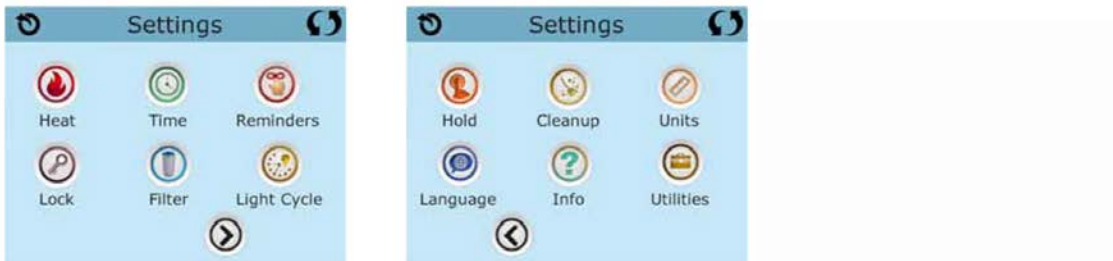 Settings
Heat Time Reminders
Lock Filter Light Cycle
Settings
Hold Cleanup Units
Language Info Utilities